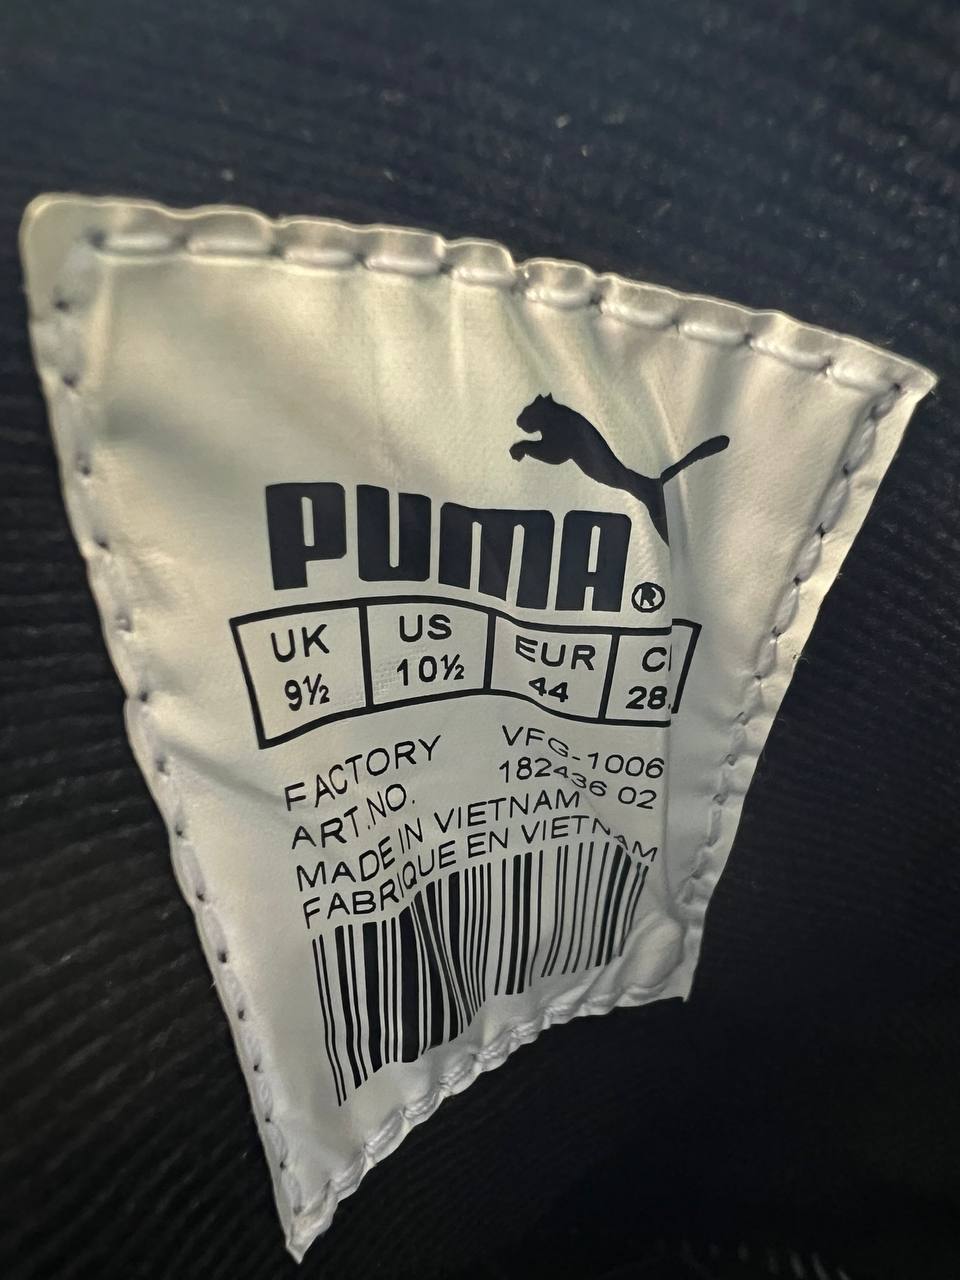 PUMA®
UK US EUR
9½ 10½ 44 28.
FACTORY VFG-1006
ART.NO. 182436 02
MADE IN VIETNAM
FABRIQUE EN VIETNAM